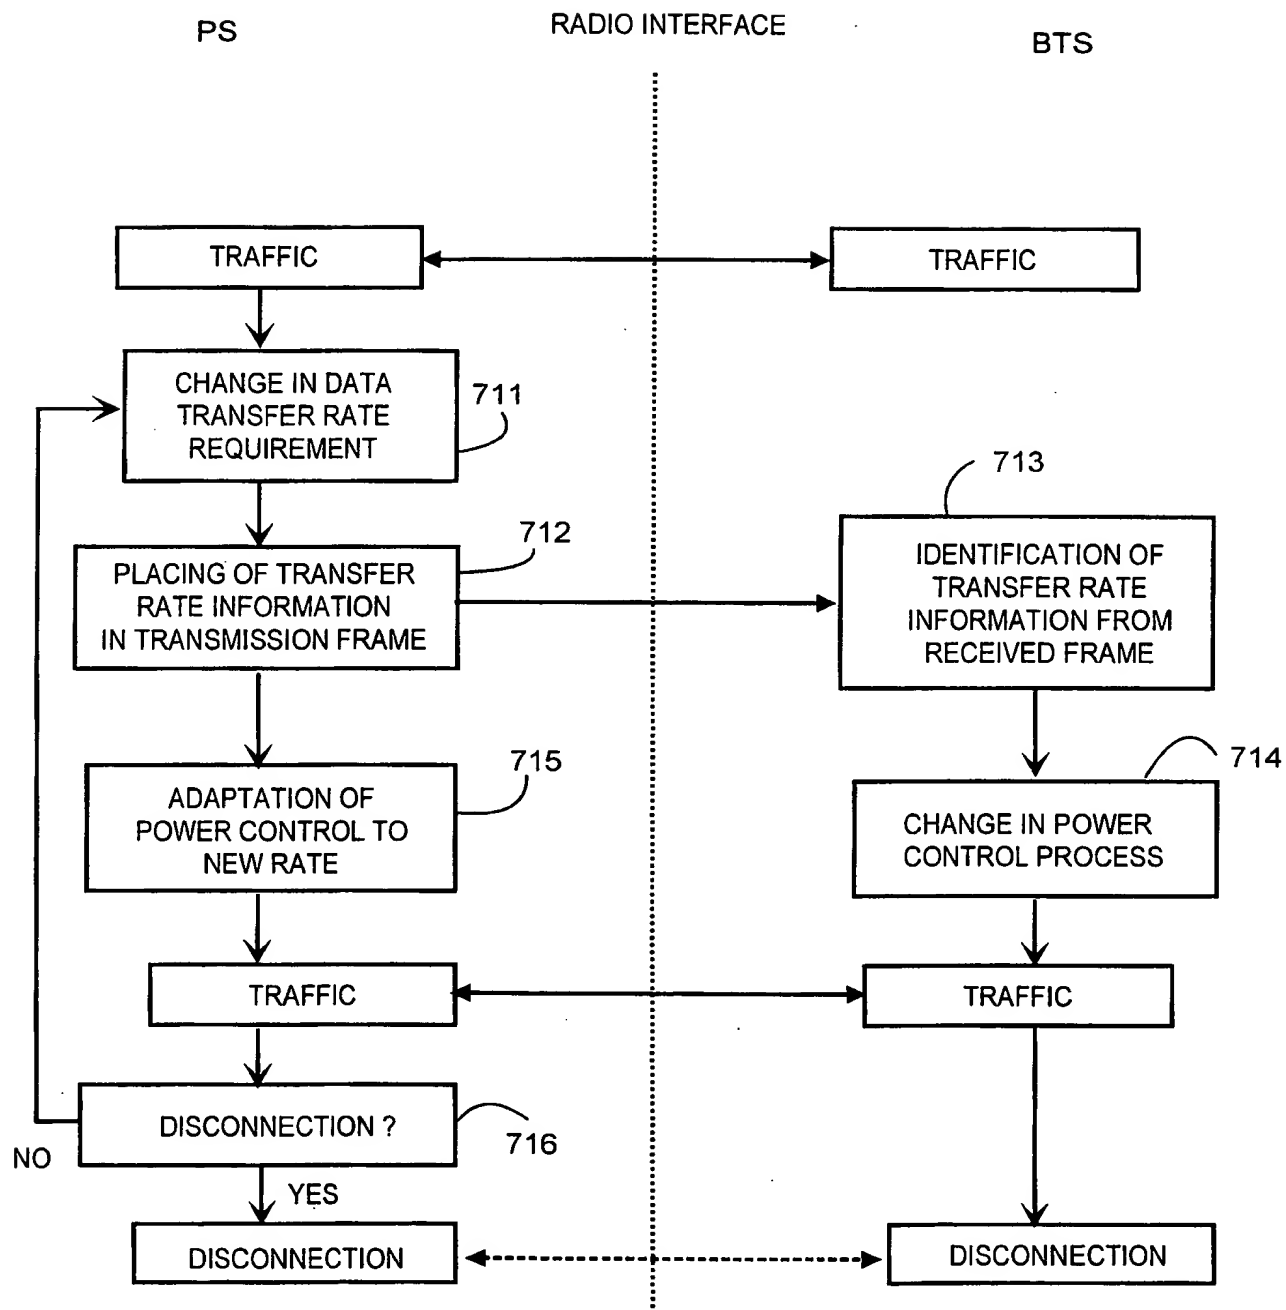 PS
RADIO INTERFACE
BTS
TRAFFIC
TRAFFIC
CHANGE IN DATA
TRANSFER RATE
REQUIREMENT
711
713
712
PLACING OF TRANSFER
RATE INFORMATION
IN TRANSMISSION FRAME
IDENTIFICATION OF
TRANSFER RATE
INFORMATION FROM
RECEIVED FRAME
715
714
ADAPTATION OF
POWER CONTROL TO
NEW RATE
CHANGE IN POWER
CONTROL PROCESS
TRAFFIC
TRAFFIC
DISCONNECTION ?
716
NO
YES
DISCONNECTION
DISCONNECTION